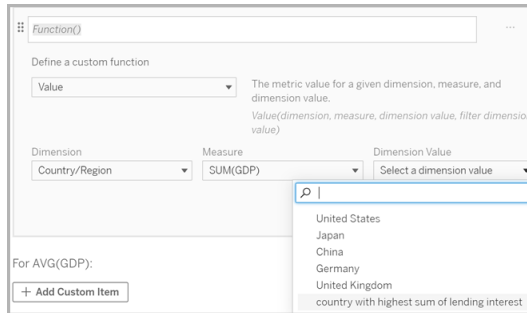 Function()
Define a custom function
Value
The metric value for a given dimension, measure, and
dimension value.
Value(dimension, measure, dimension value, filter dimensio
value)
Dimension
Measure
Dimension Value
Country/Region
SUM(GDP)
Select a dimension value
United States
Japan
China
Germany
United Kingdom
country with highest sum of lending interest
For AVG(GDP):
+ Add Custom Item